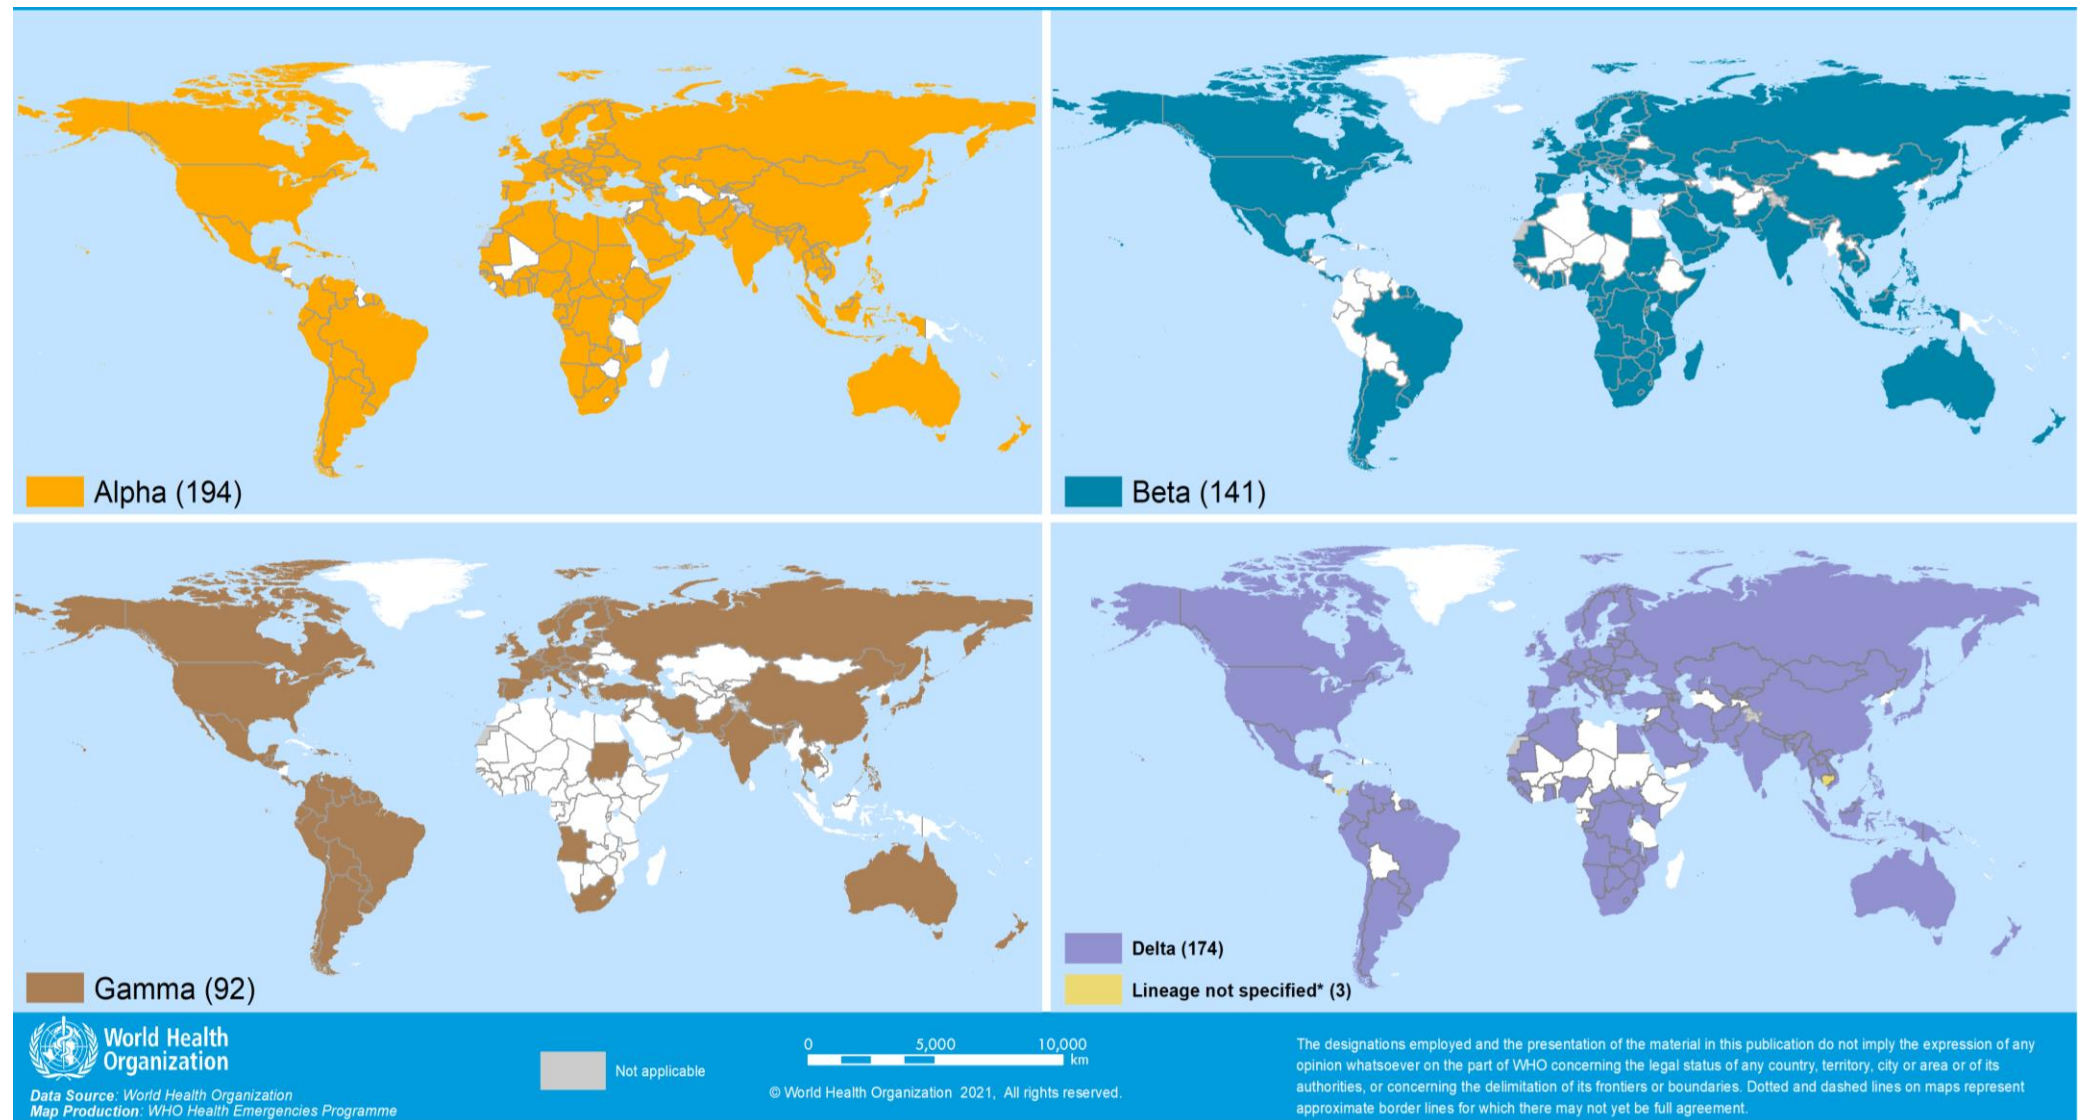 Alpha (194)
Beta (141)
Gamma (92)
Delta (174)
Lineage not specified* (3)
World Health
Organization
Data Source: World Health Organization
Map Production: WHO Health Emergencies Programme
Not applicable
0 5,000 10,000
km
© World Health Organization 2021, All rights reserved.
The designations employed and the presentation of the material in this publication do not imply the expression of any
opinion whatsoever on the part of WHO concerning the legal status of any country, territory, city or area or of its
authorities, or concerning the delimitation of its frontiers or boundaries. Dotted and dashed lines on maps represent
approximate border lines for which there may not yet be full agreement.